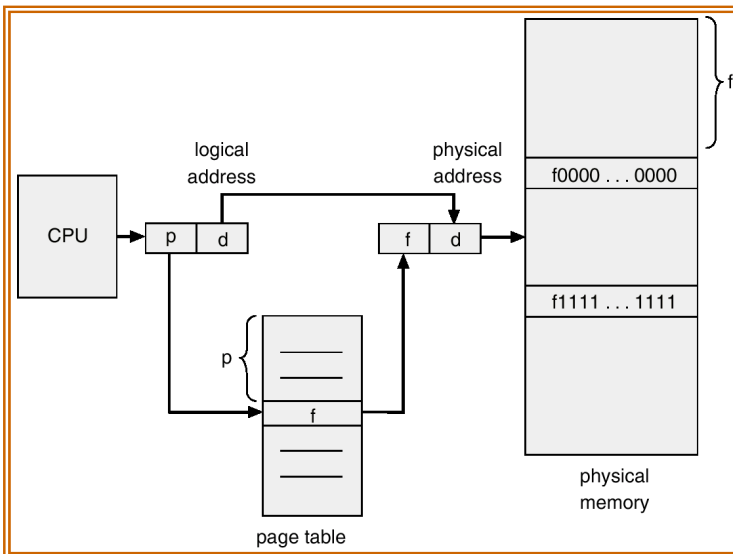 logical
address
physical
address
f
f0000 . . . 0000
CPU
p
d
f
d
f1111 . . . 1111
p
f
physical
memory
page table